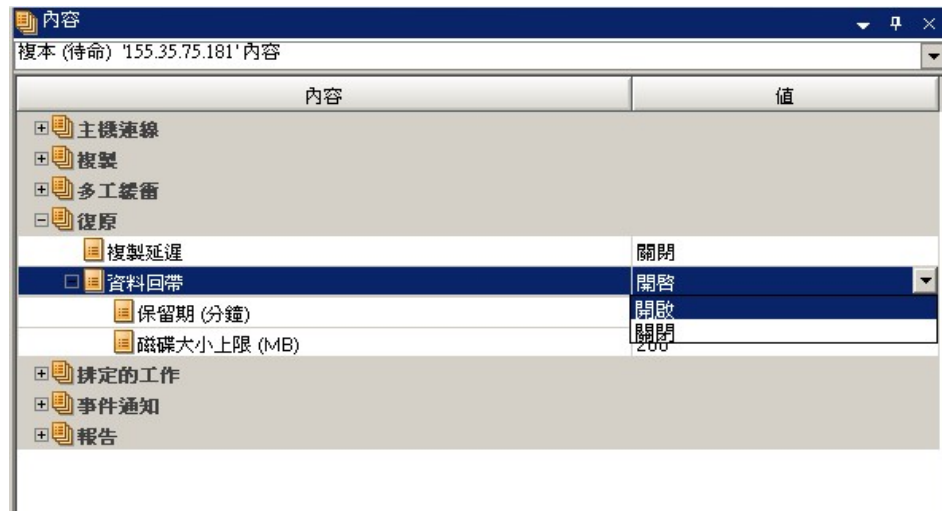 內容
複本 (待命) '155.35.75.181' 內容
內容 值
主機連線
複製
多工緩衝
復原
複製延遲 關閉
資料回帶 開啓
保留期 (分鐘) 開啟
關閉
磁碟大小上限 (MB) 200
排定的工作
事件通知
報告